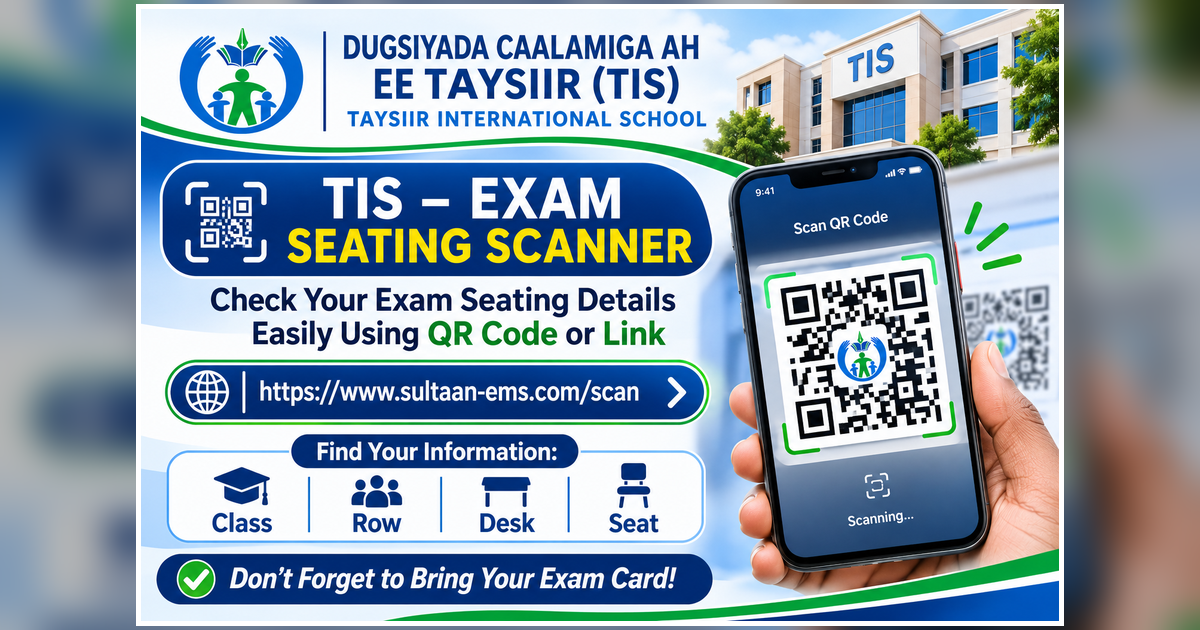 DUGSIYADA CAALAMIGA AH
EE TAYSIIR (TIS)
TAYSIIR INTERNATIONAL SCHOOL
TIS
TIS – EXAM
SEATING SCANNER
Check Your Exam Seating Details
Easily Using QR Code or Link
https://www.sultaan-ems.com/scan
Find Your Information:
Class
Row
Desk
Seat
Don't Forget to Bring Your Exam Card!
9:41
Scan QR Code
Scanning...